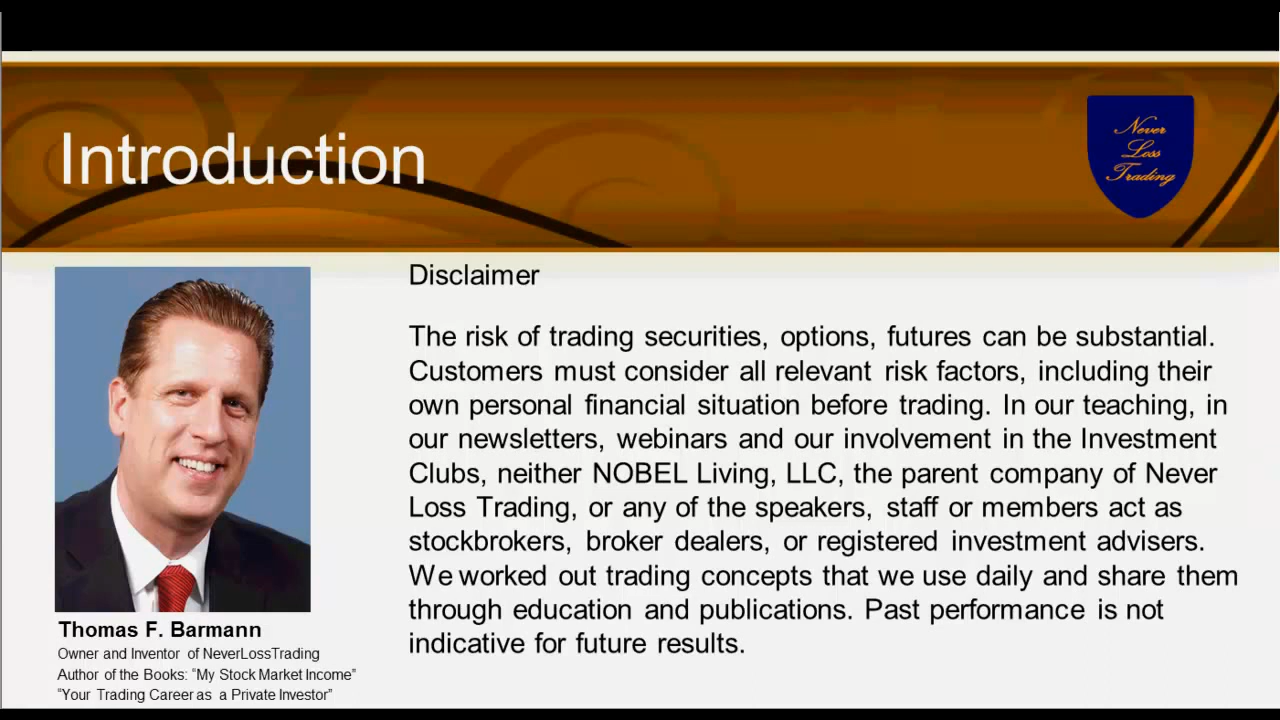 Introduction
Never
Loss
Trading
Disclaimer
The risk of trading securities, options, futures can be substantial.
Customers must consider all relevant risk factors, including their
own personal financial situation before trading. In our teaching, in
our newsletters, webinars and our involvement in the Investment
Clubs, neither NOBEL Living, LLC, the parent company of Never
Loss Trading, or any of the speakers, staff or members act as
stockbrokers, broker dealers, or registered investment advisers.
We worked out trading concepts that we use daily and share them
through education and publications. Past performance is not
indicative for future results.
Thomas F. Barmann
Owner and Inventor of NeverLossTrading
Author of the Books: “My Stock Market Income”
“Your Trading Career as a Private Investor”